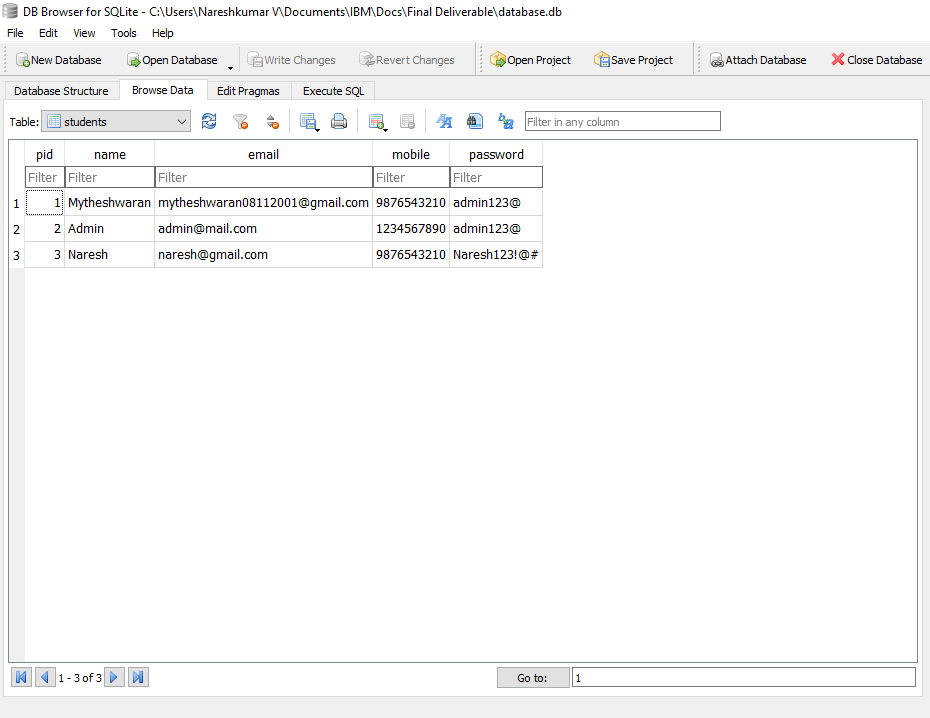 DB Browser for SQLite - C:\Users\Nareshkumar V\Documents\IBM\Docs\Final Deliverable\database.db
File Edit View Tools Help
New Database Open Database Write Changes Revert Changes Open Project Save Project Attach Database Close Database
Database Structure Browse Data Edit Pragmas Execute SQL
Table: students Filter in any column
pid name email mobile password
Filter Filter Filter Filter Filter
1 1 Mytheshwaran mytheshwaran08112001@gmail.com 9876543210 admin123@
2 2 Admin admin@mail.com 1234567890 admin123@
3 3 Naresh naresh@gmail.com 9876543210 Naresh123!@#
1 - 3 of 3 Go to: 1